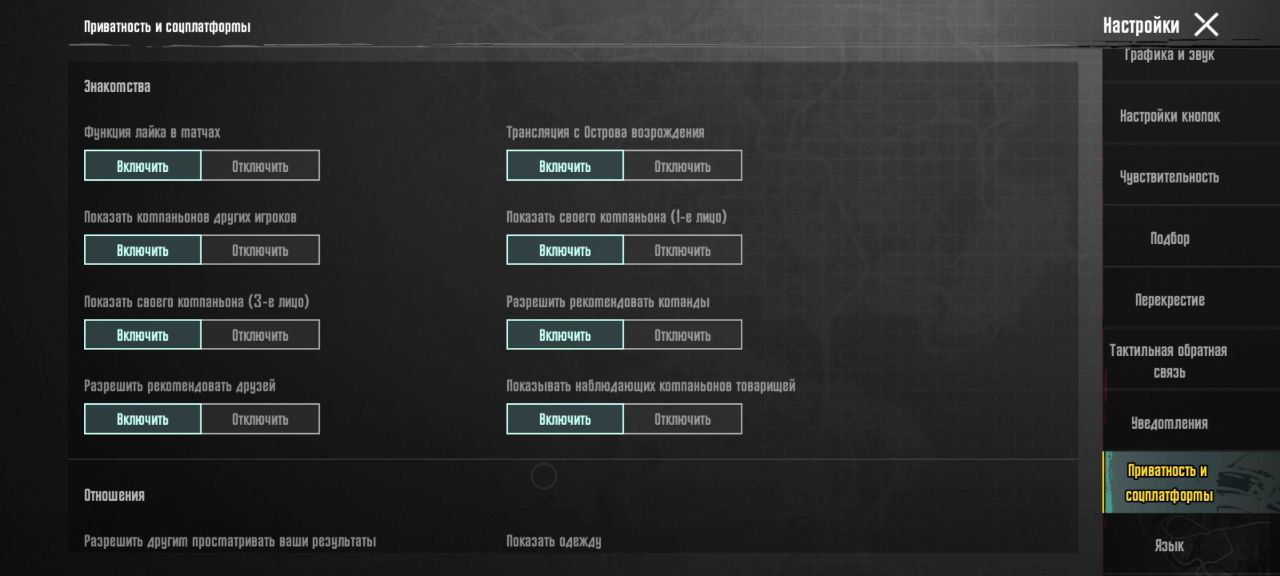 Приватность и соцплатформы
Настройки
Знакомства
Функция лайка в матчах
Трансляция с Острова возрождения
Включить Отключить
Включить Отключить
Показать компаньонов других игроков
Показать своего компаньона (1-е лицо)
Включить Отключить
Включить Отключить
Показать своего компаньона (3-е лицо)
Разрешить рекомендовать команды
Включить Отключить
Включить Отключить
Разрешить рекомендовать друзей
Показывать наблюдающих компаньонов товарищей
Включить Отключить
Включить Отключить
Отношения
Разрешить другим просматривать ваши результаты
Показать одежду
Графика и звук
Настройки кнопок
Чувствительность
Подбор
Перекрестие
Тактильная обратная
связь
Уведомления
Приватность и
соцплатформы
Язык